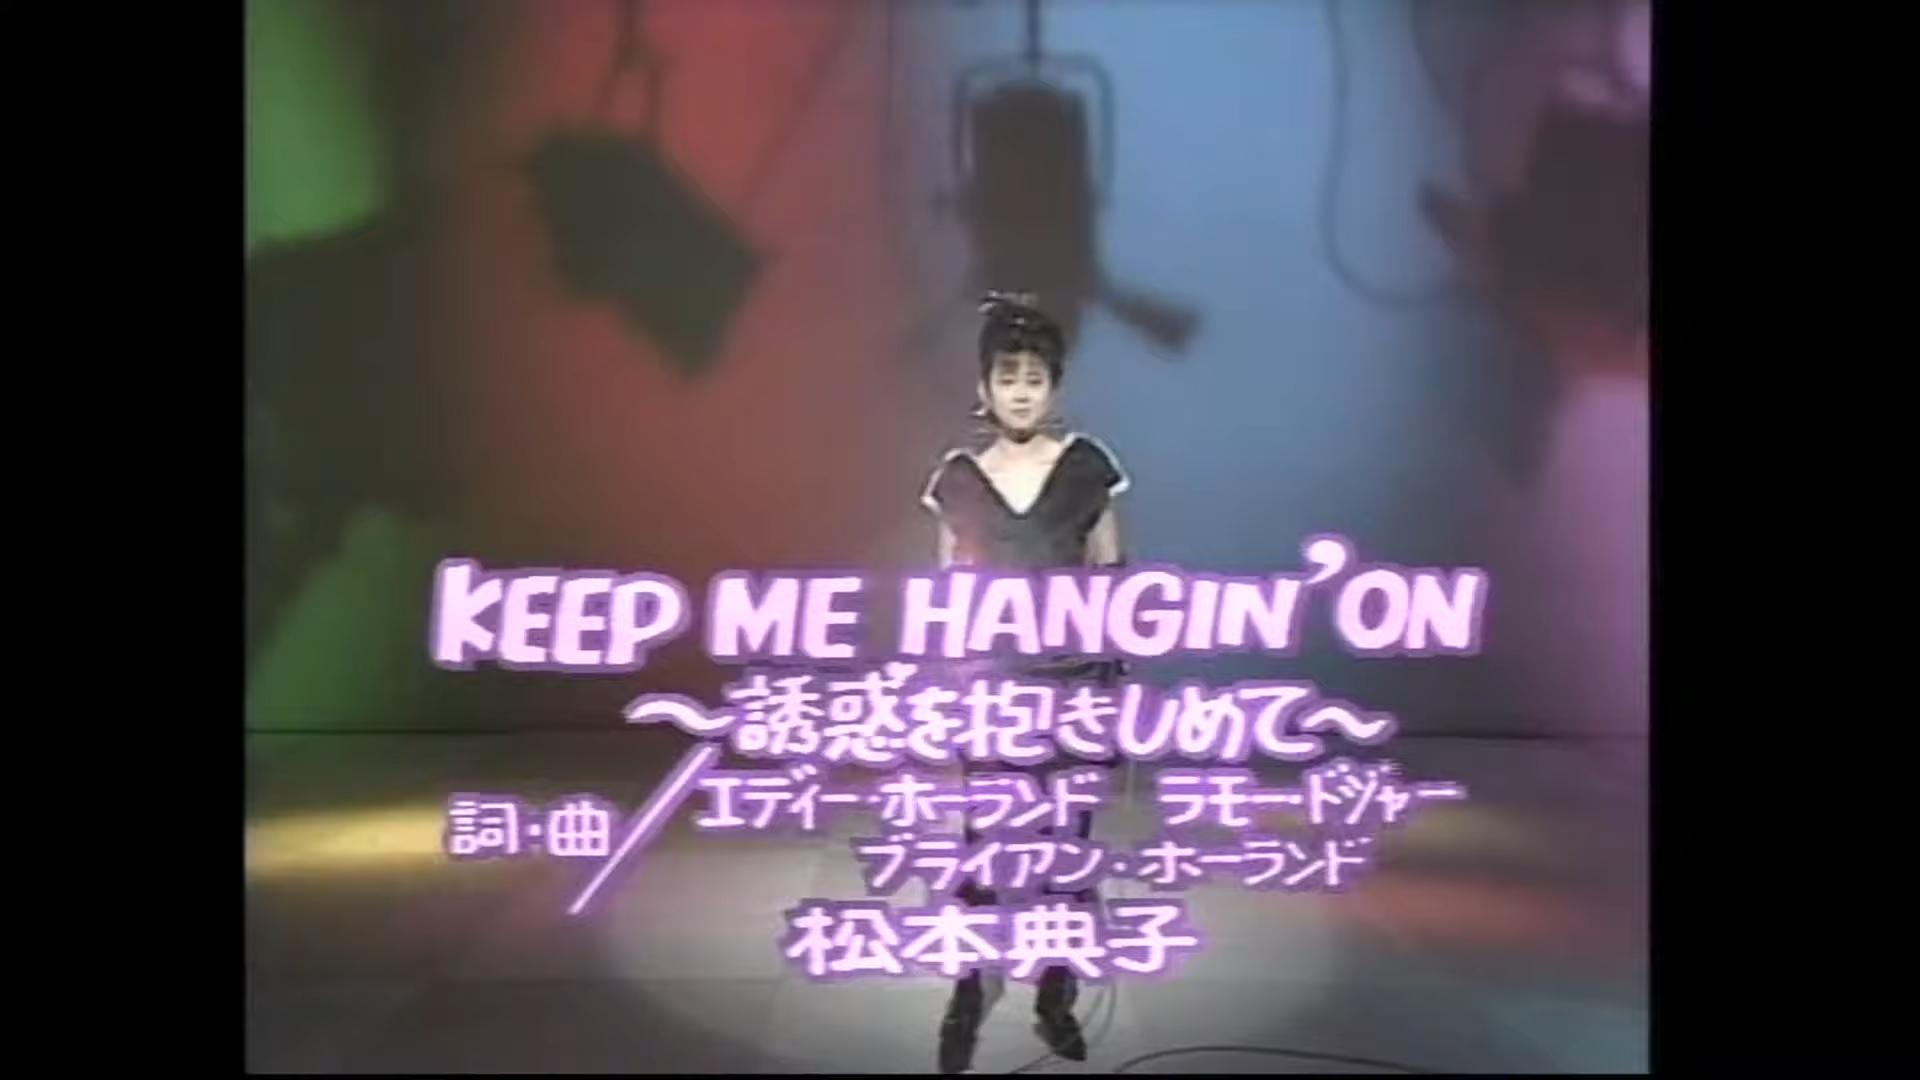 KEEP ME HANGIN'ON
～誘惑を抱きしめて～
詞・曲／エディー・ホーランド ラモー・ドジャー
ブライアン・ホーランド
松本典子